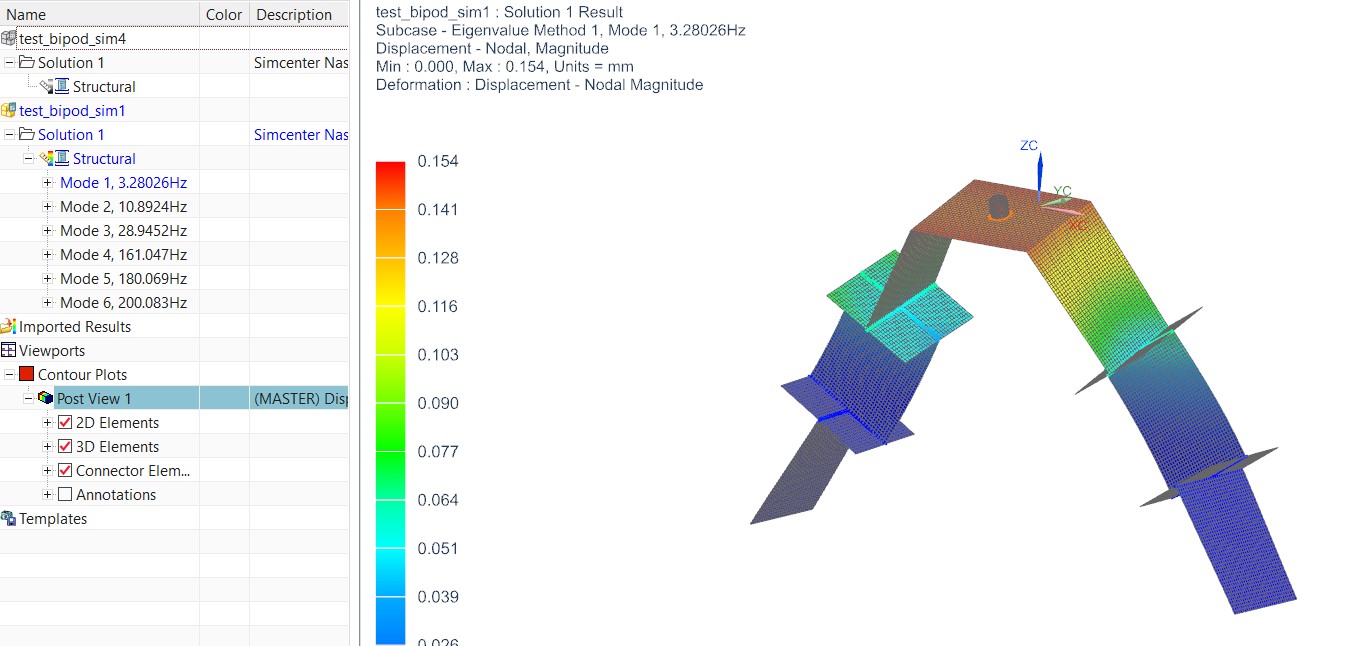 Name Color Description
test_bipod_sim4
Solution 1 Simcenter Nas
Structural
test_bipod_sim1
Solution 1 Simcenter Nas
Structural
Mode 1, 3.28026Hz
Mode 2, 10.8924Hz
Mode 3, 28.9452Hz
Mode 4, 161.047Hz
Mode 5, 180.069Hz
Mode 6, 200.083Hz
Imported Results
Viewports
Contour Plots
Post View 1 (MASTER) Disp
2D Elements
3D Elements
Connector Elem...
Annotations
Templates
test_bipod_sim1 : Solution 1 Result
Subcase - Eigenvalue Method 1, Mode 1, 3.28026Hz
Displacement - Nodal, Magnitude
Min : 0.000, Max : 0.154, Units = mm
Deformation : Displacement - Nodal Magnitude
0.154
0.141
0.128
0.116
0.103
0.090
0.077
0.064
0.051
0.039
0.026
ZC
YC
XC